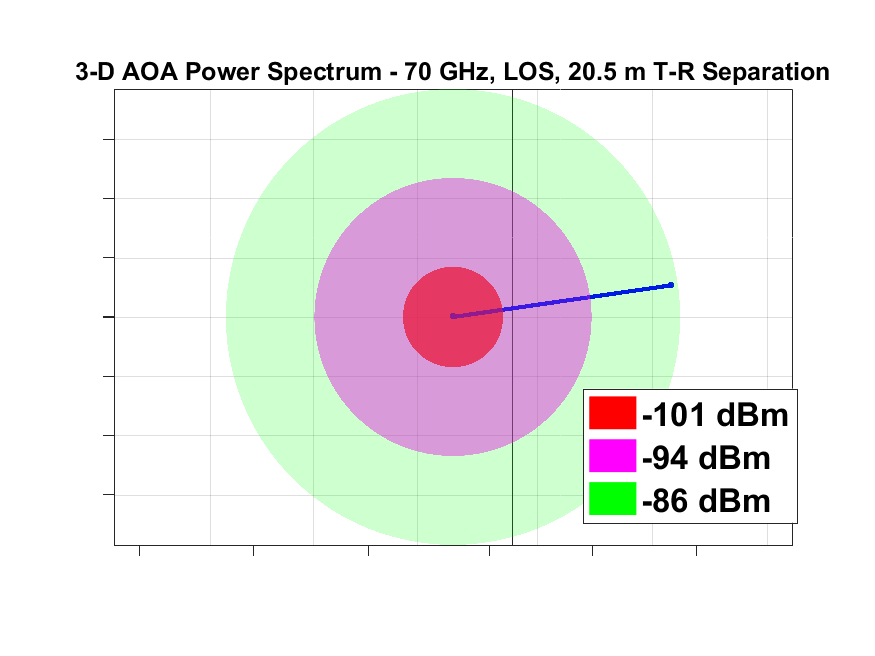 3-D AOA Power Spectrum - 70 GHz, LOS, 20.5 m T-R Separation
-101 dBm
-94 dBm
-86 dBm